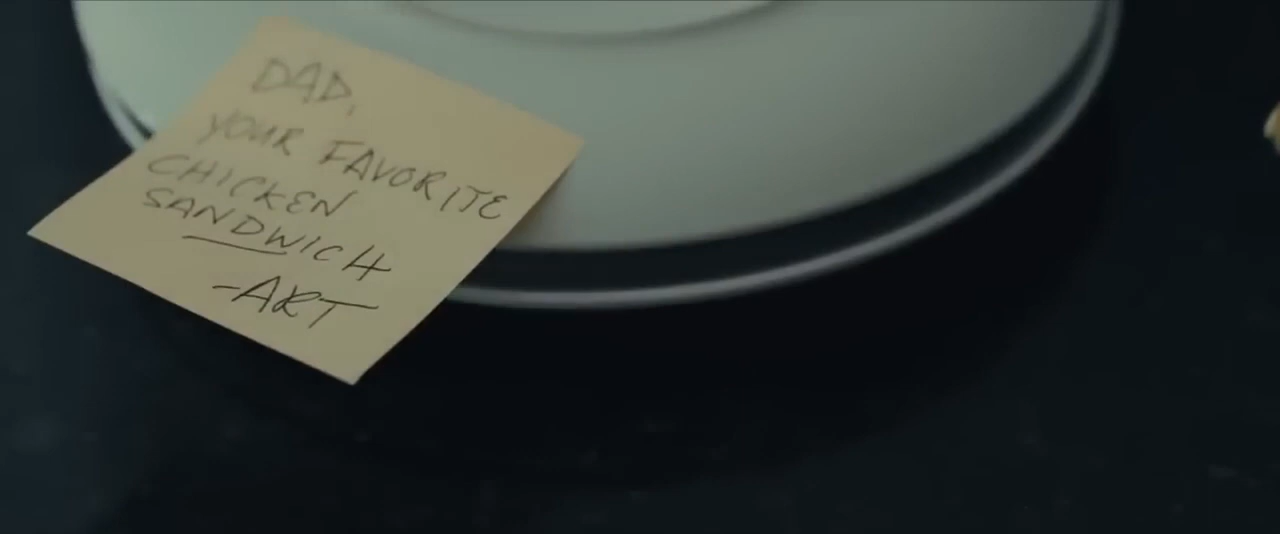 DAD,
YOUR FAVORITE
CHICKEN
SANDWICH
-ART